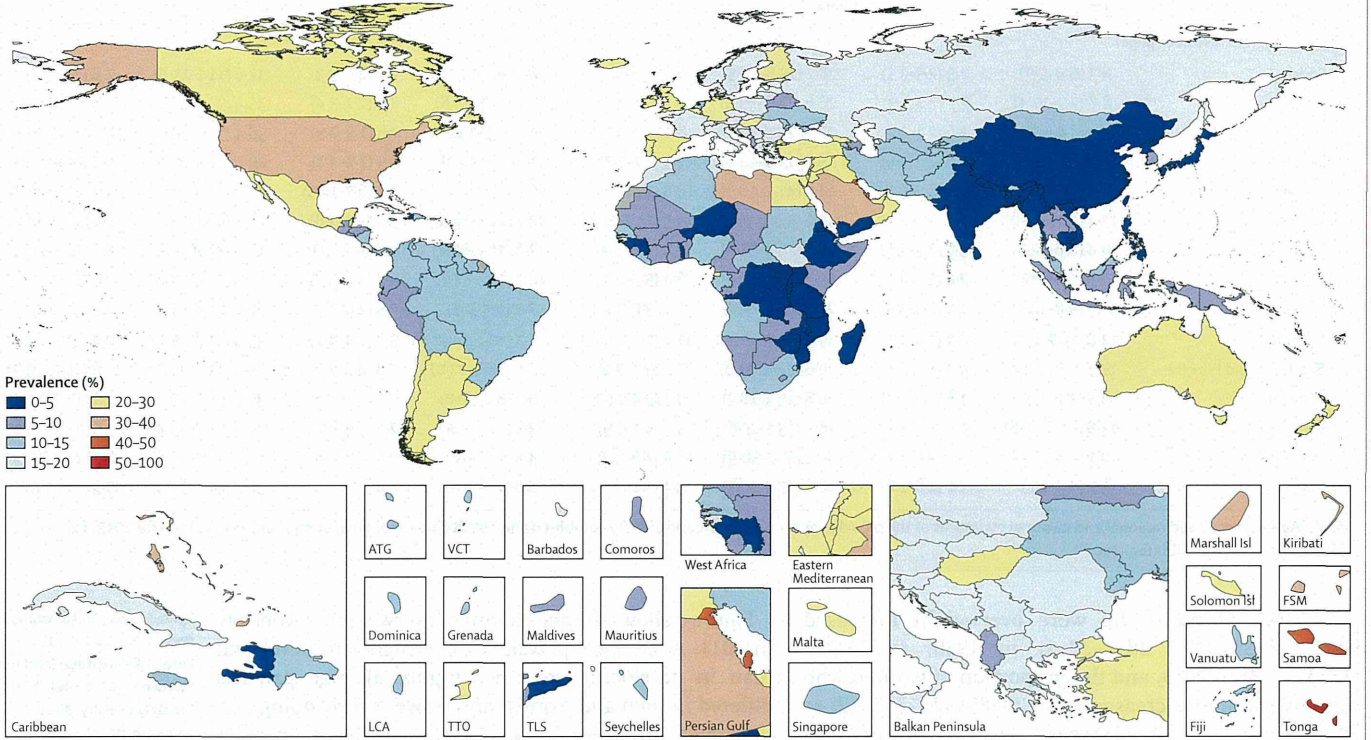 Prevalence (%)
0–5
5–10
10–15
15–20
20–30
30–40
40–50
50–100
Caribbean
ATG
VCT
Barbados
Comoros
West Africa
Eastern
Mediterranean
Dominica
Grenada
Maldives
Mauritius
Malta
LCA
TTO
TLS
Seychelles
Persian Gulf
Singapore
Balkan Peninsula
Marshall Isl
Kiribati
Solomon Isl
FSM
Vanuatu
Samoa
Fiji
Tonga